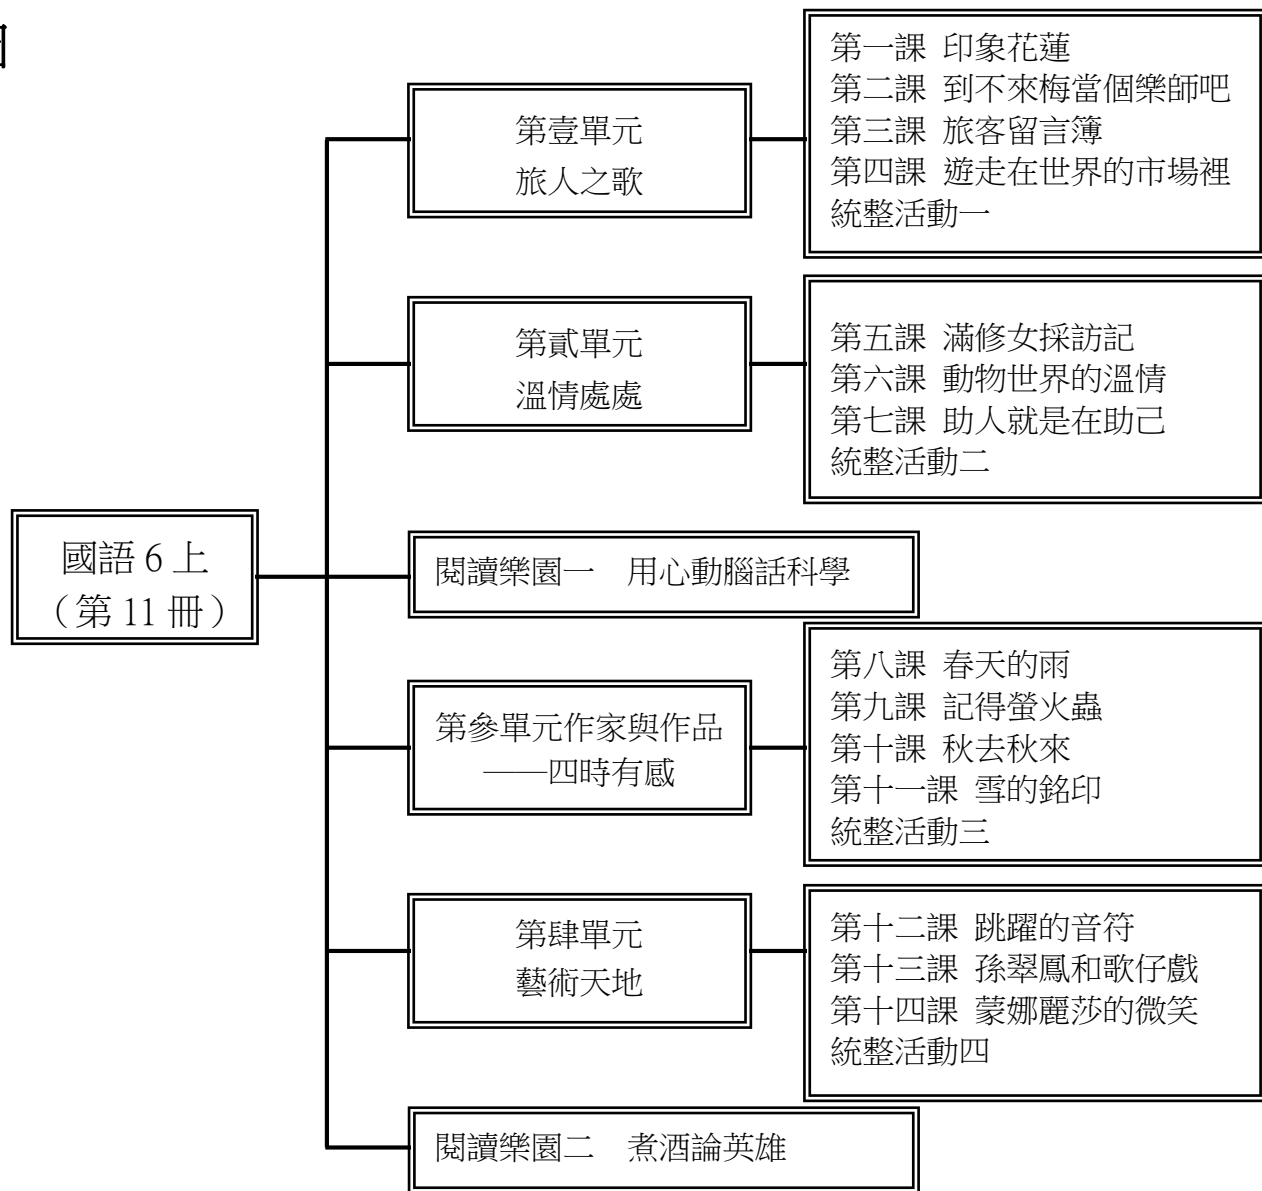 國語 6 上
（第 11 冊）
第壹單元
旅人之歌
第一課 印象花蓮
第二課 到不來梅當個樂師吧
第三課 旅客留言簿
第四課 遊走在世界的市場裡
統整活動一
第貳單元
溫情處處
第五課 滿修女採訪記
第六課 動物世界的溫情
第七課 助人就是在助己
統整活動二
閱讀樂園一　用心動腦話科學
第參單元作家與作品
──四時有感
第八課 春天的雨
第九課 記得螢火蟲
第十課 秋去秋來
第十一課 雪的銘印
統整活動三
第肆單元
藝術天地
第十二課 跳躍的音符
第十三課 孫翠鳳和歌仔戲
第十四課 蒙娜麗莎的微笑
統整活動四
閱讀樂園二　煮酒論英雄